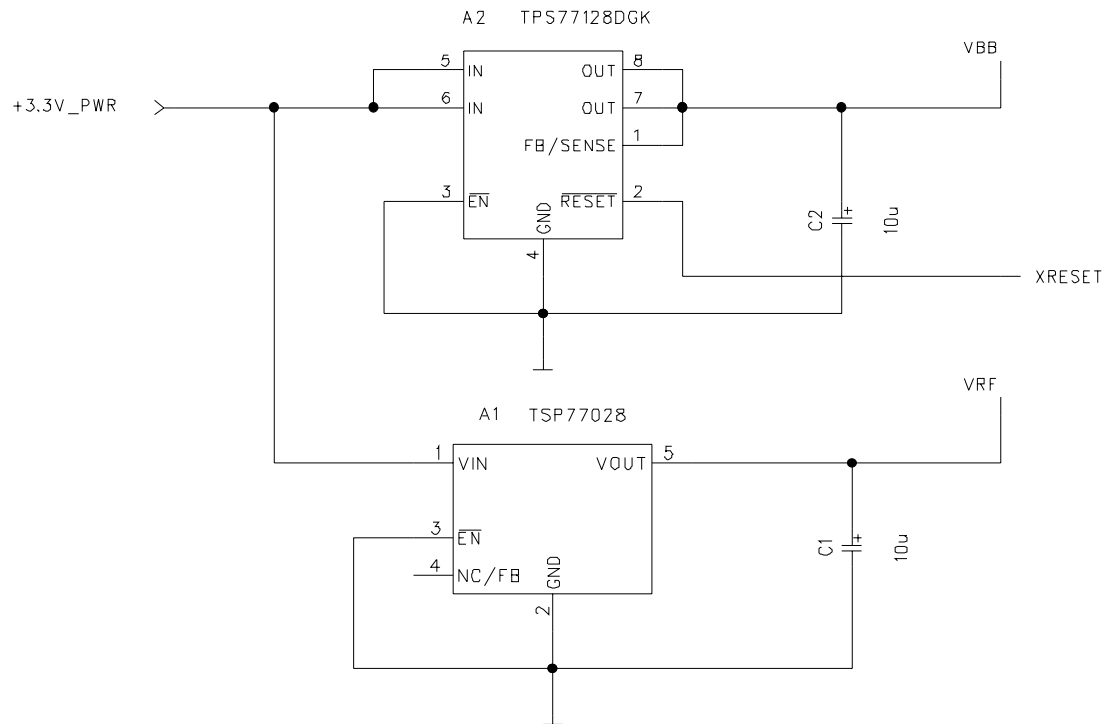 A2 TPS77128DGK
VBB
+3.3V_PWR
5 IN
OUT 8
6 IN
OUT 7
FB/SENSE 1
3 EN
RESET 2
GND
4
C2
+
10u
XRESET
VRF
A1 TSP77028
1 VIN
VOUT 5
3 EN
4 NC/FB
GND
2
C1
+
10u